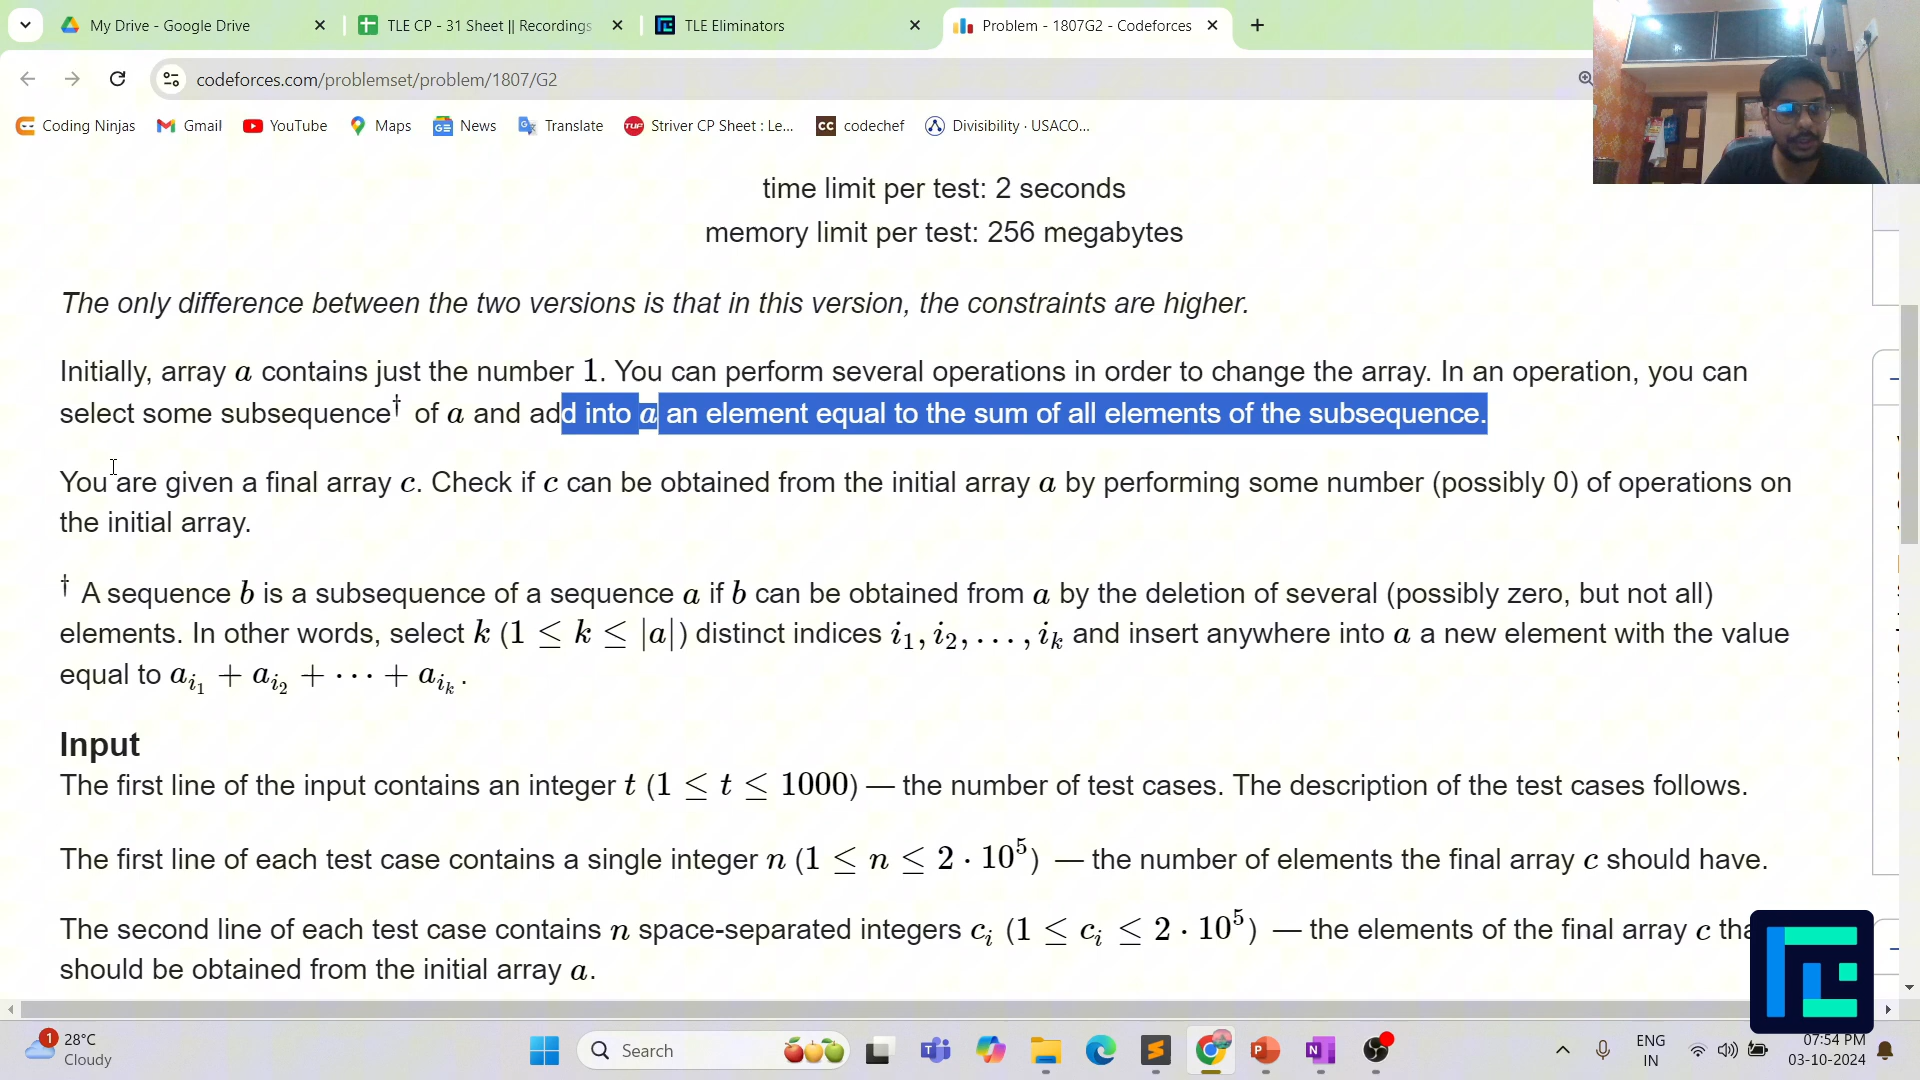 My Drive - Google Drive
TLE CP - 31 Sheet || Recordings
TLE Eliminators
Problem - 1807G2 - Codeforces
codeforces.com/problemset/problem/1807/G2
Coding Ninjas
Gmail
YouTube
Maps
News
Translate
TUF
Striver CP Sheet : Le...
CC
codechef
Divisibility · USACO...
time limit per test: 2 seconds
memory limit per test: 256 megabytes
The only difference between the two versions is that in this version, the constraints are higher.
Initially, array a contains just the number 1. You can perform several operations in order to change the array. In an operation, you can
select some subsequence† of a and add into a an element equal to the sum of all elements of the subsequence.
You are given a final array c. Check if c can be obtained from the initial array a by performing some number (possibly 0) of operations on
the initial array.
† A sequence b is a subsequence of a sequence a if b can be obtained from a by the deletion of several (possibly zero, but not all)
elements. In other words, select k (1 ≤ k ≤ |a|) distinct indices i₁, i₂, …, iₖ and insert anywhere into a a new element with the value
equal to a_{i₁} + a_{i₂} + ⋯ + a_{iₖ}.
Input
The first line of the input contains an integer t (1 ≤ t ≤ 1000) — the number of test cases. The description of the test cases follows.
The first line of each test case contains a single integer n (1 ≤ n ≤ 2 · 10⁵) — the number of elements the final array c should have.
The second line of each test case contains n space-separated integers cᵢ (1 ≤ cᵢ ≤ 2 · 10⁵) — the elements of the final array c tha
should be obtained from the initial array a.
1
28°C
Cloudy
Search
ENG
IN
07:54 PM
03-10-2024